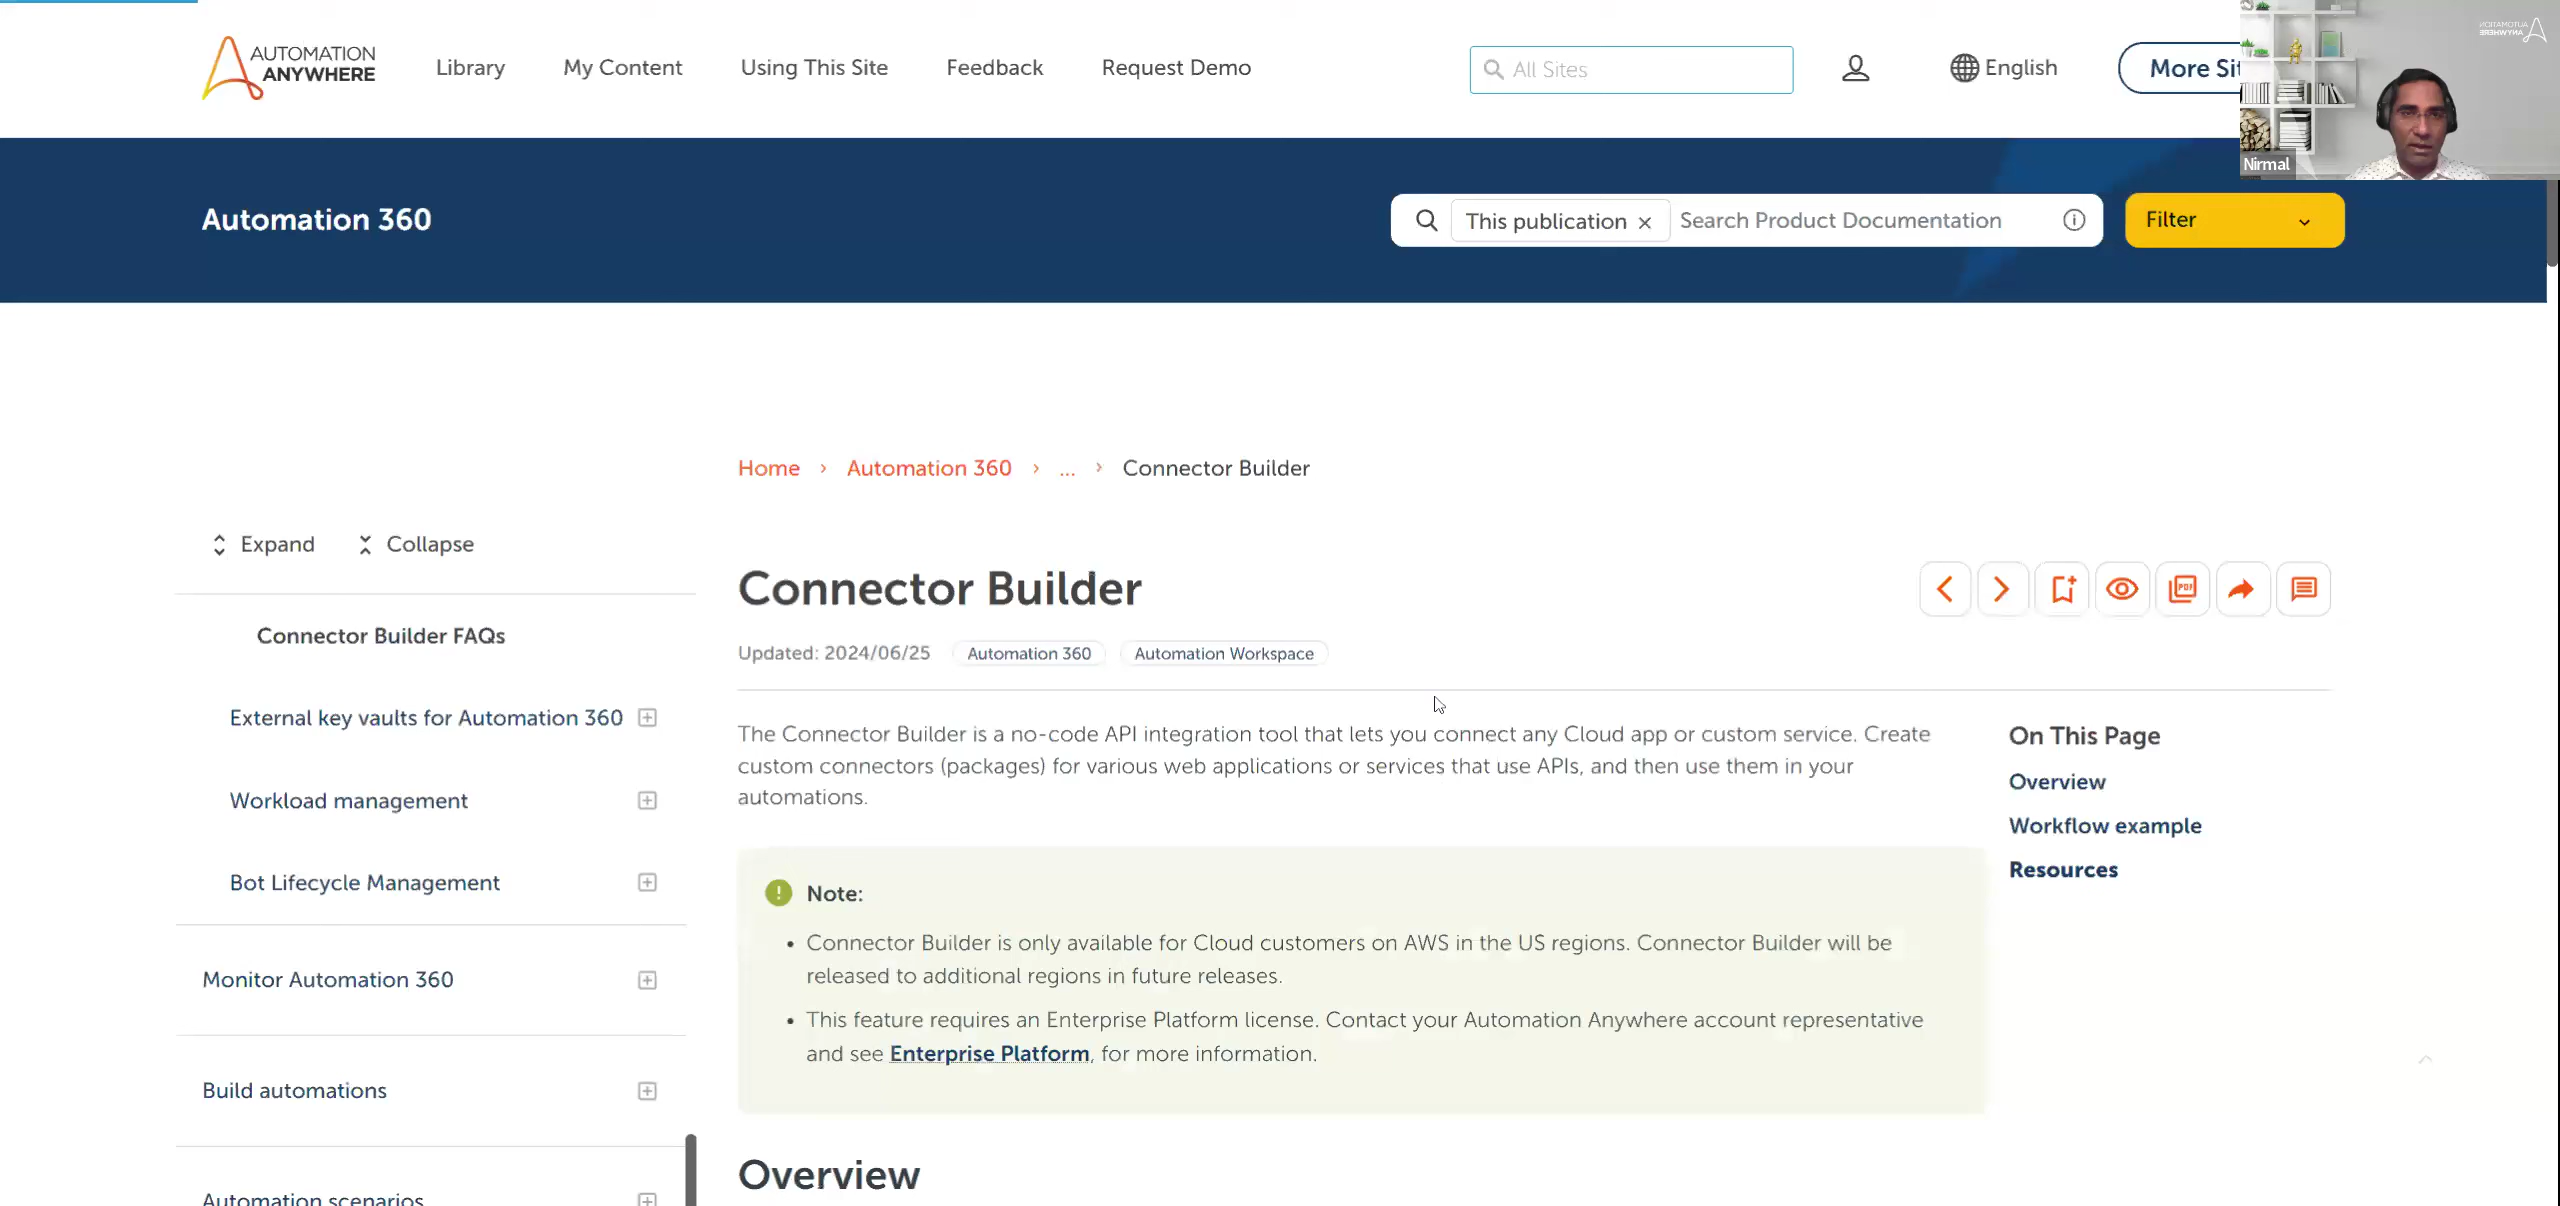 AUTOMATION
ANYWHERE
Library
My Content
Using This Site
Feedback
Request Demo
All Sites
English
More Sit
Nirmal
Automation 360
This publication ×
Search Product Documentation
Filter
Home > Automation 360 > ... > Connector Builder
Expand
Collapse
Connector Builder FAQs
External key vaults for Automation 360
Workload management
Bot Lifecycle Management
Monitor Automation 360
Build automations
Automation scenarios
Connector Builder
PDF
Updated: 2024/06/25
Automation 360
Automation Workspace
The Connector Builder is a no-code API integration tool that lets you connect any Cloud app or custom service. Create
custom connectors (packages) for various web applications or services that use APIs, and then use them in your
automations.
Note:
• Connector Builder is only available for Cloud customers on AWS in the US regions. Connector Builder will be
released to additional regions in future releases.
• This feature requires an Enterprise Platform license. Contact your Automation Anywhere account representative
and see Enterprise Platform, for more information.
Overview
On This Page
Overview
Workflow example
Resources